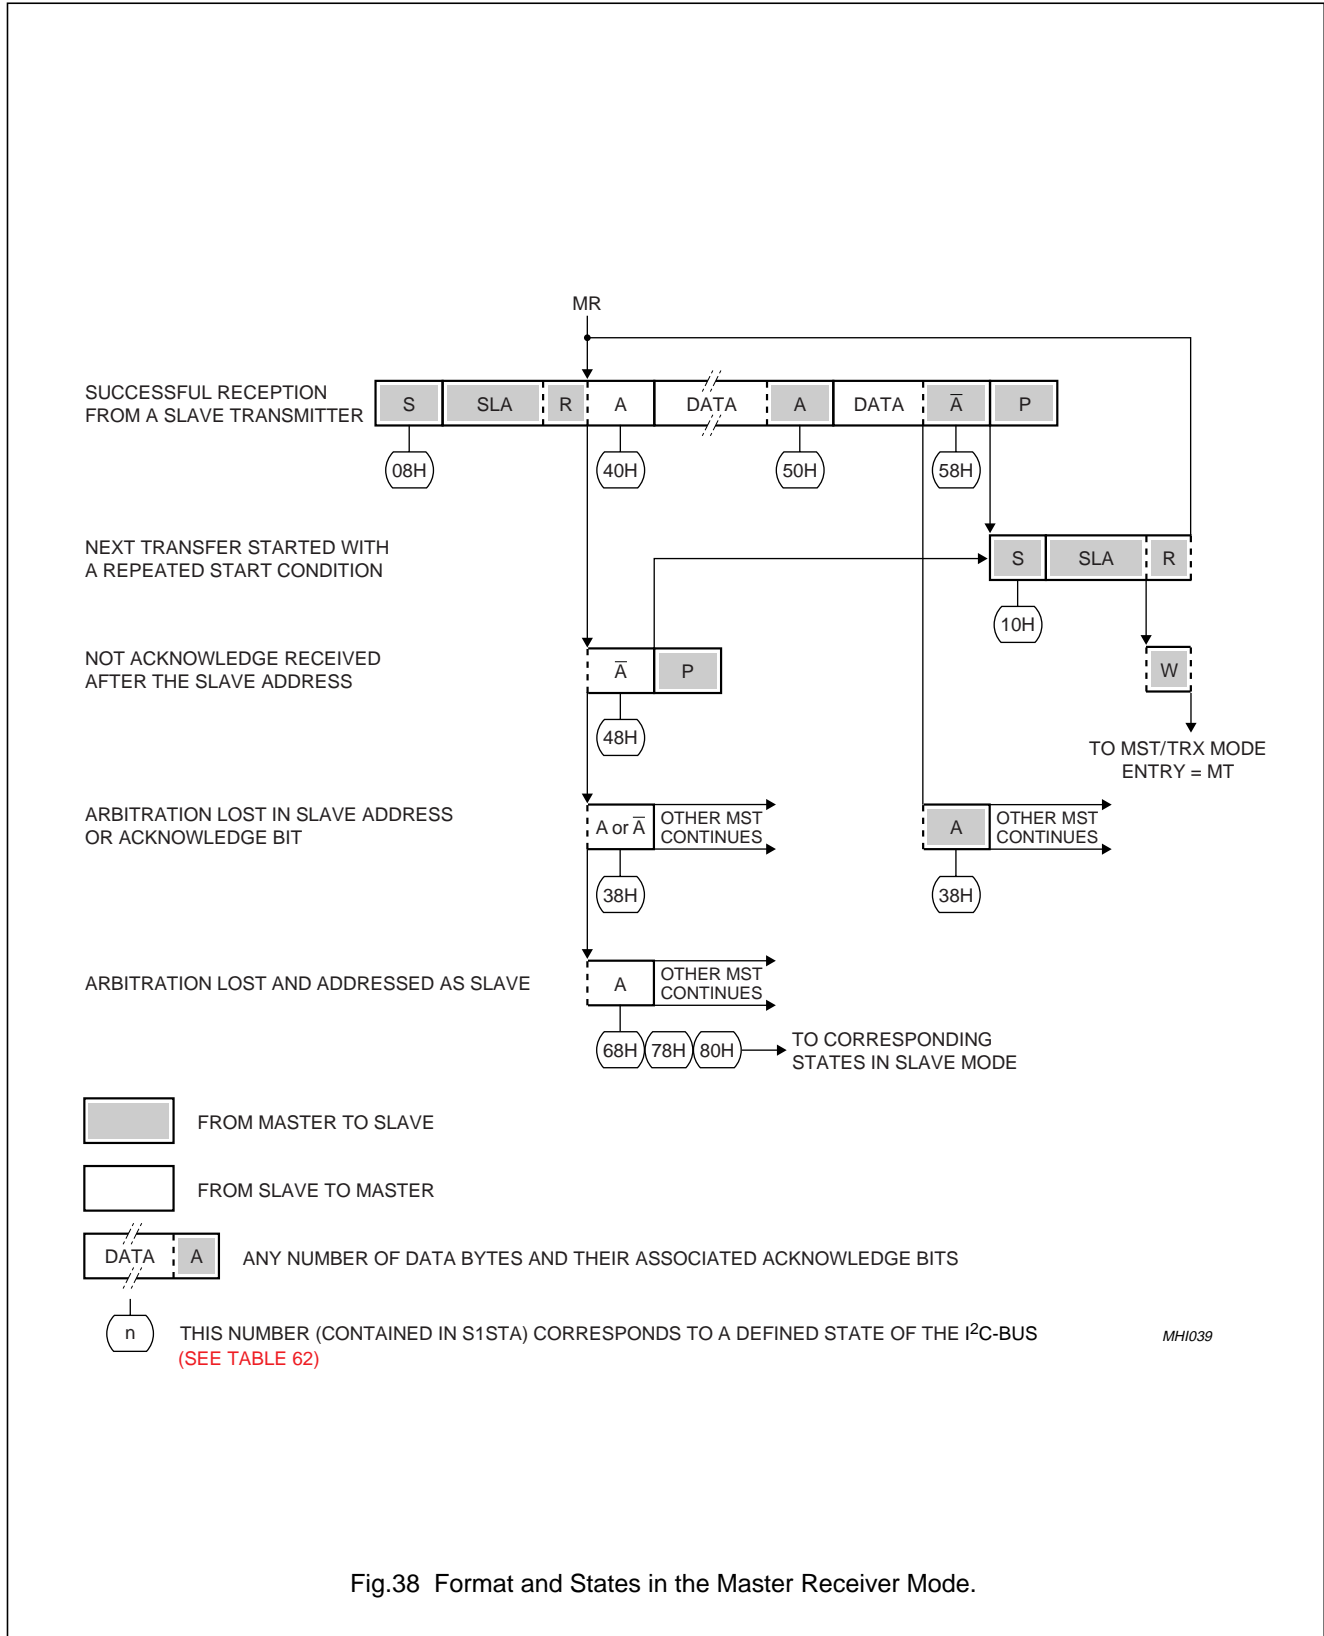 MR
SUCCESSFUL RECEPTION
FROM A SLAVE TRANSMITTER
S SLA R A DATA A DATA A̅ P
08H 40H 50H 58H
NEXT TRANSFER STARTED WITH
A REPEATED START CONDITION
S SLA R
10H
NOT ACKNOWLEDGE RECEIVED
AFTER THE SLAVE ADDRESS
A̅ P
W
48H
TO MST/TRX MODE
ENTRY = MT
ARBITRATION LOST IN SLAVE ADDRESS
OR ACKNOWLEDGE BIT
A or A̅
OTHER MST
CONTINUES
A
OTHER MST
CONTINUES
38H 38H
ARBITRATION LOST AND ADDRESSED AS SLAVE
A
OTHER MST
CONTINUES
68H 78H 80H
TO CORRESPONDING
STATES IN SLAVE MODE
FROM MASTER TO SLAVE
FROM SLAVE TO MASTER
DATA A
ANY NUMBER OF DATA BYTES AND THEIR ASSOCIATED ACKNOWLEDGE BITS
n
THIS NUMBER (CONTAINED IN S1STA) CORRESPONDS TO A DEFINED STATE OF THE I²C-BUS
(SEE TABLE 62)
MHI039
Fig.38 Format and States in the Master Receiver Mode.